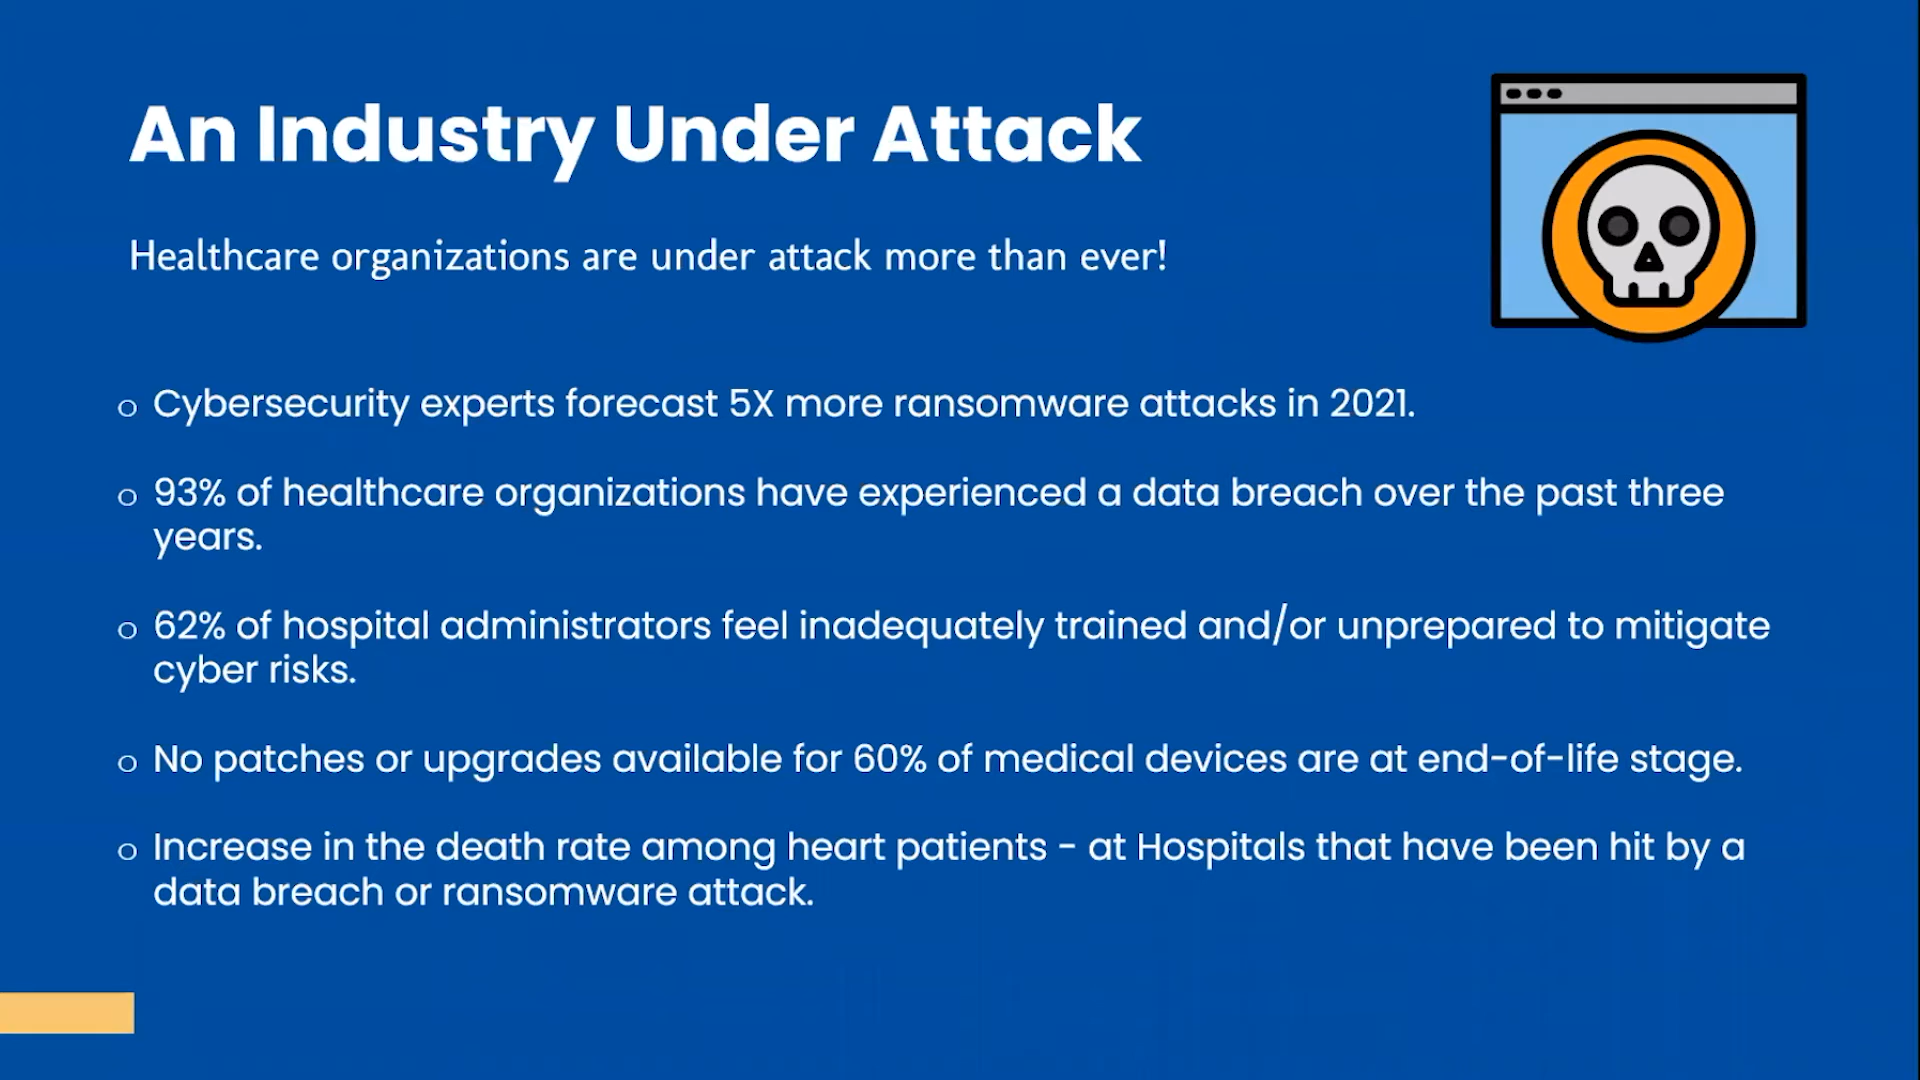 An Industry Under Attack
Healthcare organizations are under attack more than ever!
o Cybersecurity experts forecast 5X more ransomware attacks in 2021.
o 93% of healthcare organizations have experienced a data breach over the past three
years.
o 62% of hospital administrators feel inadequately trained and/or unprepared to mitigate
cyber risks.
o No patches or upgrades available for 60% of medical devices are at end-of-life stage.
o Increase in the death rate among heart patients - at Hospitals that have been hit by a
data breach or ransomware attack.